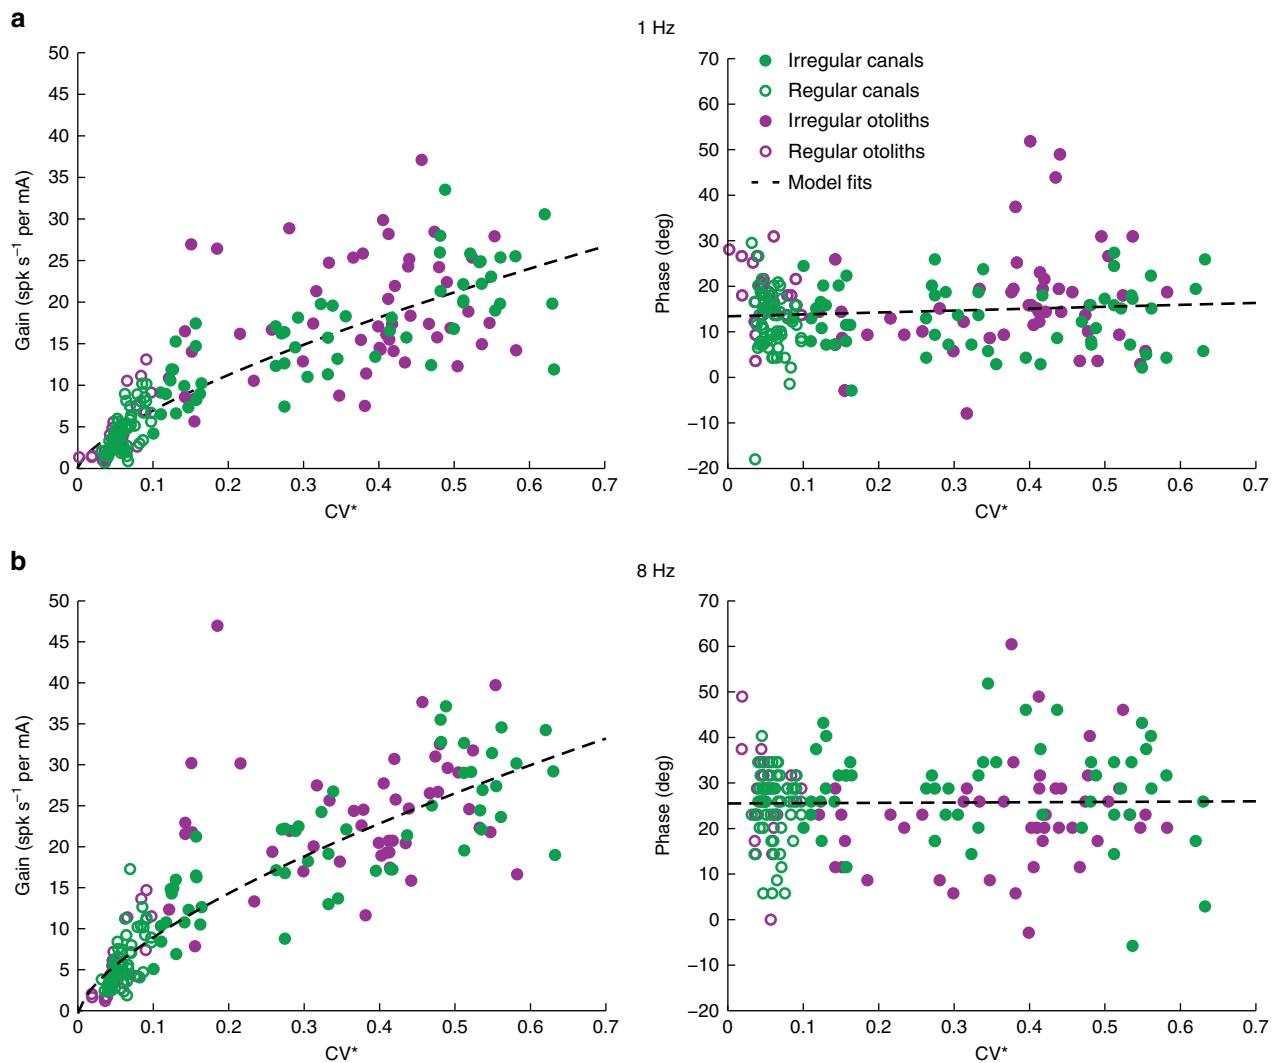 a
1 Hz
Gain (spk s⁻¹ per mA)
50
45
40
35
30
25
20
15
10
5
0
0 0.1 0.2 0.3 0.4 0.5 0.6 0.7
CV*
Phase (deg)
70
60
50
40
30
20
10
0
−10
−20
0 0.1 0.2 0.3 0.4 0.5 0.6 0.7
CV*
Irregular canals
Regular canals
Irregular otoliths
Regular otoliths
Model fits
b
8 Hz
Gain (spk s⁻¹ per mA)
50
45
40
35
30
25
20
15
10
5
0
0 0.1 0.2 0.3 0.4 0.5 0.6 0.7
CV*
Phase (deg)
70
60
50
40
30
20
10
0
−10
−20
0 0.1 0.2 0.3 0.4 0.5 0.6 0.7
CV*